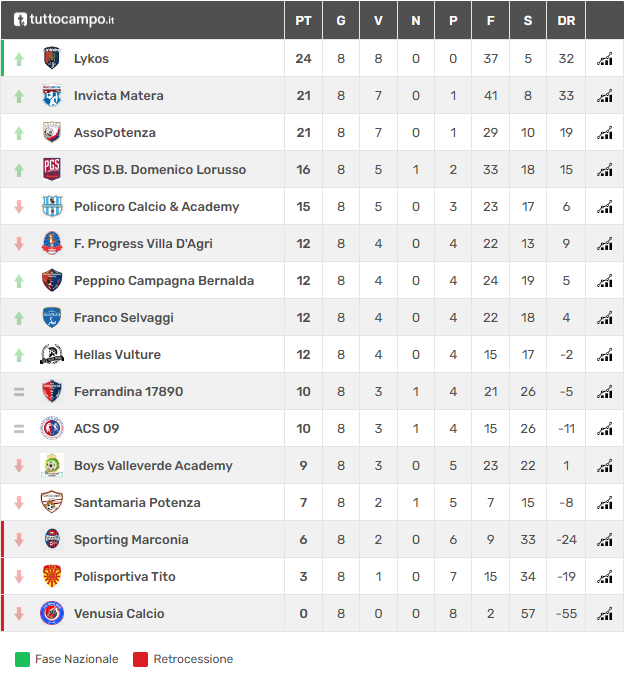 tuttocampo.it PT G V N P F S DR
Lykos 24 8 8 0 0 37 5 32
Invicta Matera 21 8 7 0 1 41 8 33
AssoPotenza 21 8 7 0 1 29 10 19
PGS D.B. Domenico Lorusso 16 8 5 1 2 33 18 15
Policoro Calcio & Academy 15 8 5 0 3 23 17 6
F. Progress Villa D'Agri 12 8 4 0 4 22 13 9
Peppino Campagna Bernalda 12 8 4 0 4 24 19 5
Franco Selvaggi 12 8 4 0 4 22 18 4
Hellas Vulture 12 8 4 0 4 15 17 -2
Ferrandina 17890 10 8 3 1 4 21 26 -5
ACS 09 10 8 3 1 4 15 26 -11
Boys Valleverde Academy 9 8 3 0 5 23 22 1
Santamaria Potenza 7 8 2 1 5 7 15 -8
Sporting Marconia 6 8 2 0 6 9 33 -24
Polisportiva Tito 3 8 1 0 7 15 34 -19
Venusia Calcio 0 8 0 0 8 2 57 -55
Fase Nazionale Retrocessione